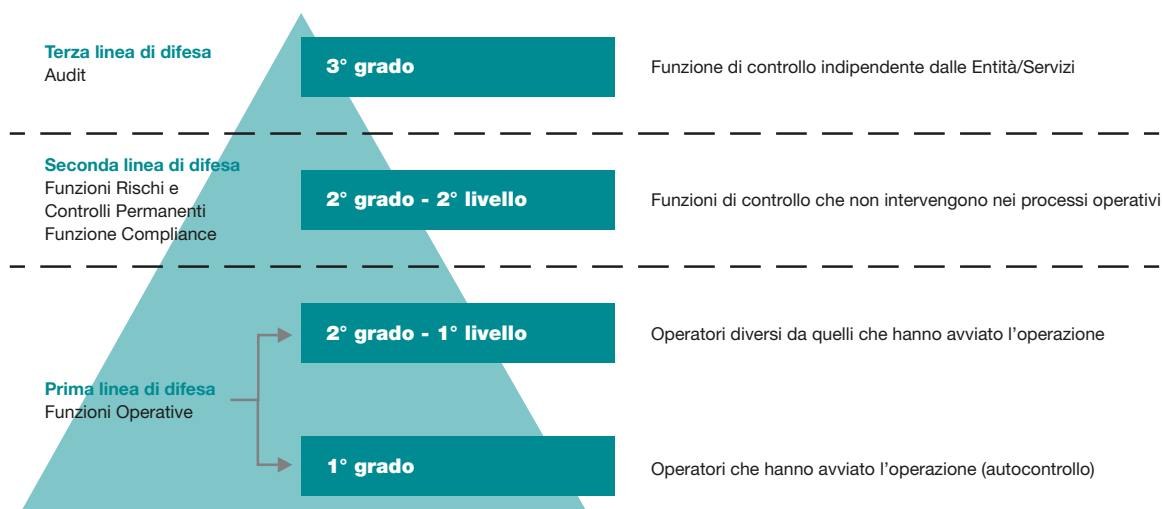 Terza linea di difesa
Audit
3° grado
Funzione di controllo indipendente dalle Entità/Servizi
Seconda linea di difesa
Funzioni Rischi e
Controlli Permanenti
Funzione Compliance
2° grado - 2° livello
Funzioni di controllo che non intervengono nei processi operativi
2° grado - 1° livello
Operatori diversi da quelli che hanno avviato l’operazione
Prima linea di difesa
Funzioni Operative
1° grado
Operatori che hanno avviato l’operazione (autocontrollo)